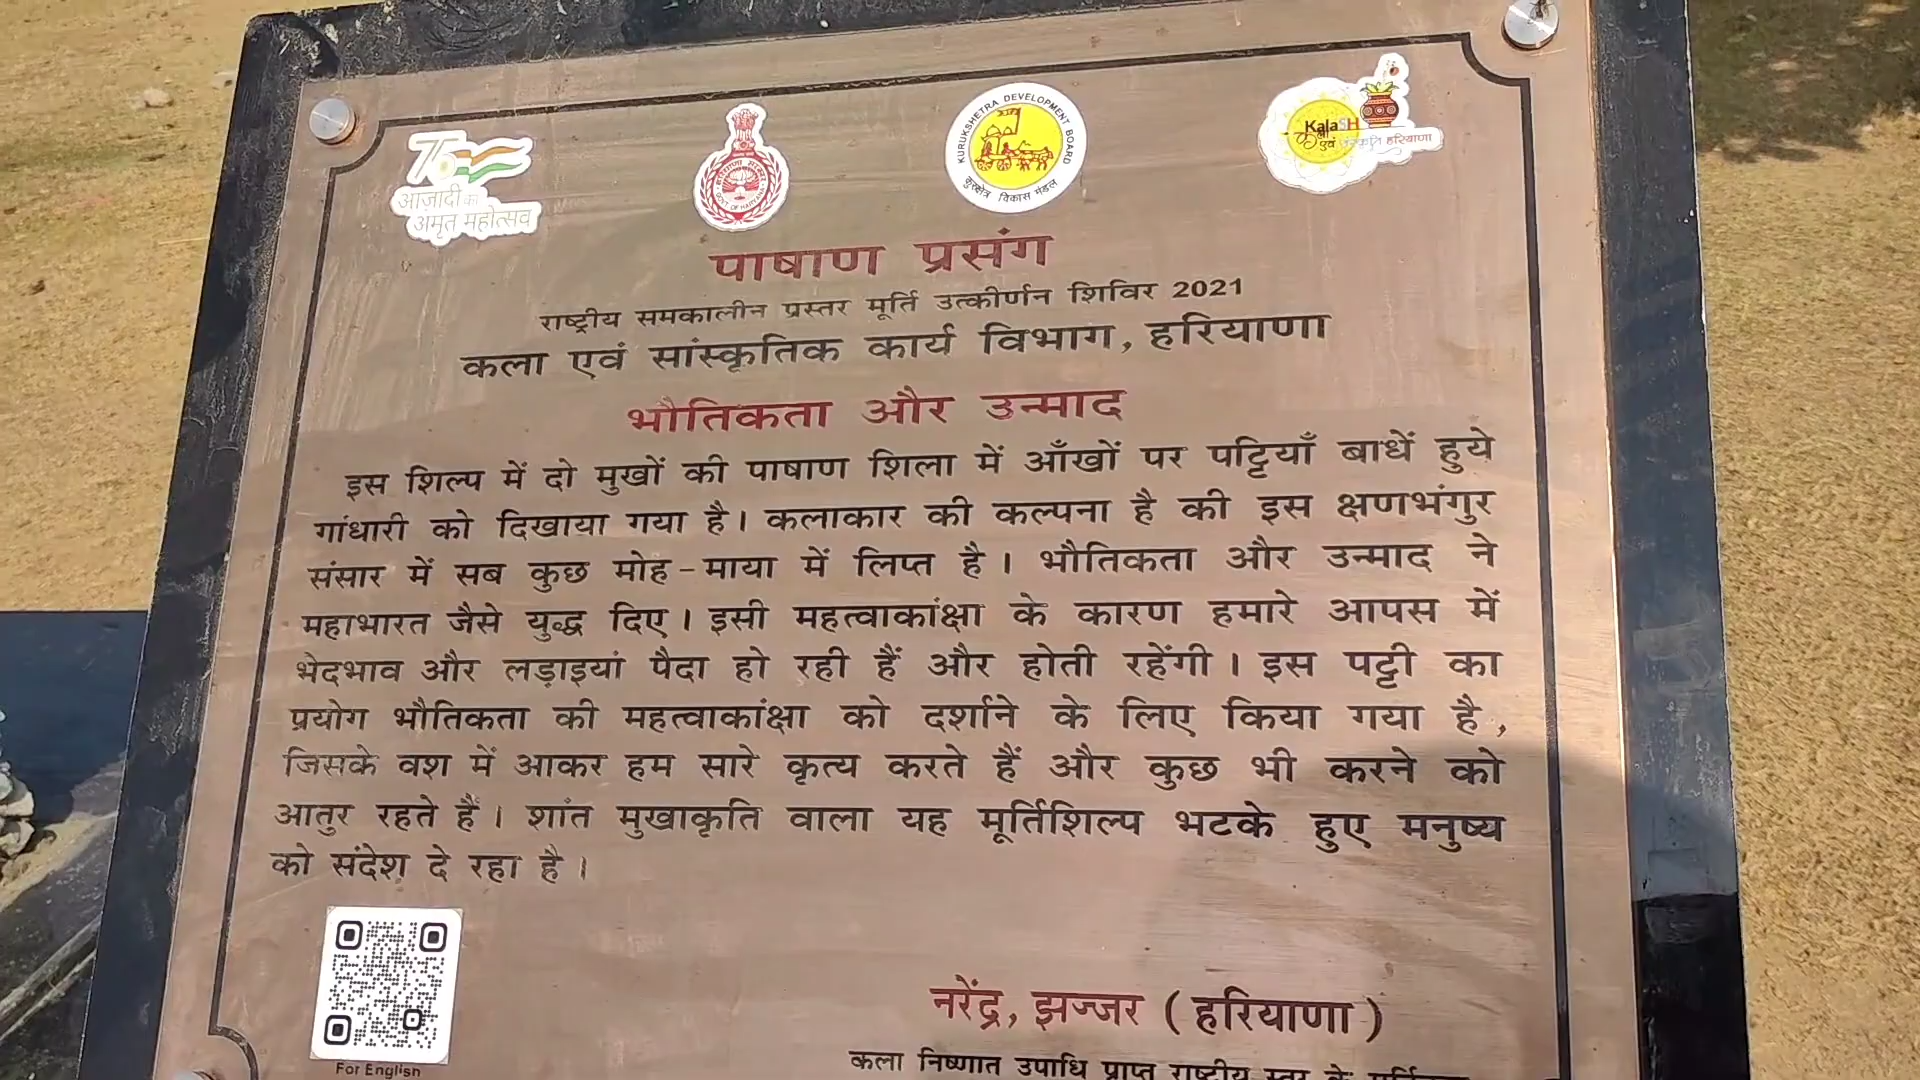 75
आज़ादी का
अमृत महोत्सव
GOVT OF HARYANA
KURUKSHETRA DEVELOPMENT BOARD
कुरुक्षेत्र विकास मंडल
KalaSH
कला एवं संस्कृति हरियाणा
पाषाण प्रसंग
राष्ट्रीय समकालीन प्रस्तर मूर्ति उत्कीर्णन शिविर 2021
कला एवं सांस्कृतिक कार्य विभाग, हरियाणा
भौतिकता और उन्माद
इस शिल्प में दो मुखों की पाषाण शिला में आँखों पर पट्टियाँ बाधें हुये
गांधारी को दिखाया गया है। कलाकार की कल्पना है की इस क्षणभंगुर
संसार में सब कुछ मोह-माया में लिप्त है। भौतिकता और उन्माद ने
महाभारत जैसे युद्ध दिए। इसी महत्वाकांक्षा के कारण हमारे आपस में
भेदभाव और लड़ाइयां पैदा हो रही हैं और होती रहेंगी। इस पट्टी का
प्रयोग भौतिकता की महत्वाकांक्षा को दर्शाने के लिए किया गया है,
जिसके वश में आकर हम सारे कृत्य करते हैं और कुछ भी करने को
आतुर रहते हैं। शांत मुखाकृति वाला यह मूर्तिशिल्प भटके हुए मनुष्य
को संदेश दे रहा है।
For English
नरेंद्र, झज्जर (हरियाणा)
कला निष्णात उपाधि प्राप्त राष्ट्रीय स्तर के